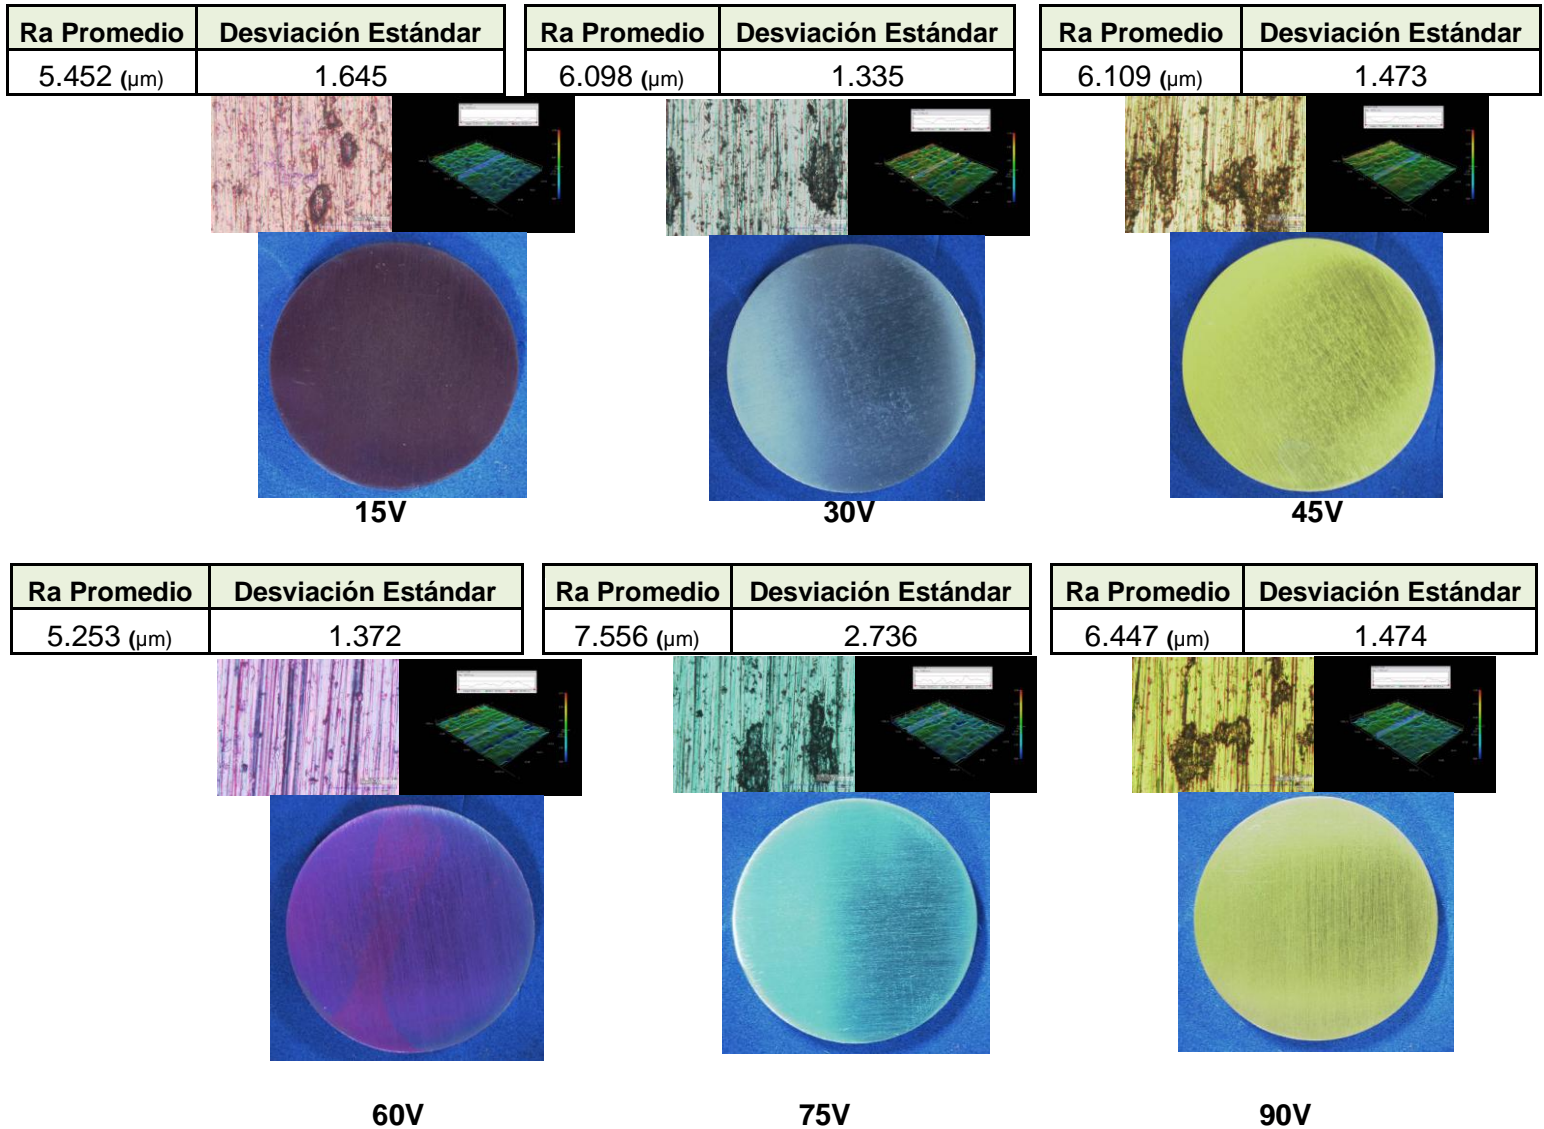 Ra Promedio Desviación Estándar
5.452 (µm) 1.645
Ra Promedio Desviación Estándar
6.098 (µm) 1.335
Ra Promedio Desviación Estándar
6.109 (µm) 1.473
15V
30V
45V
Ra Promedio Desviación Estándar
5.253 (µm) 1.372
Ra Promedio Desviación Estándar
7.556 (µm) 2.736
Ra Promedio Desviación Estándar
6.447 (µm) 1.474
60V
75V
90V